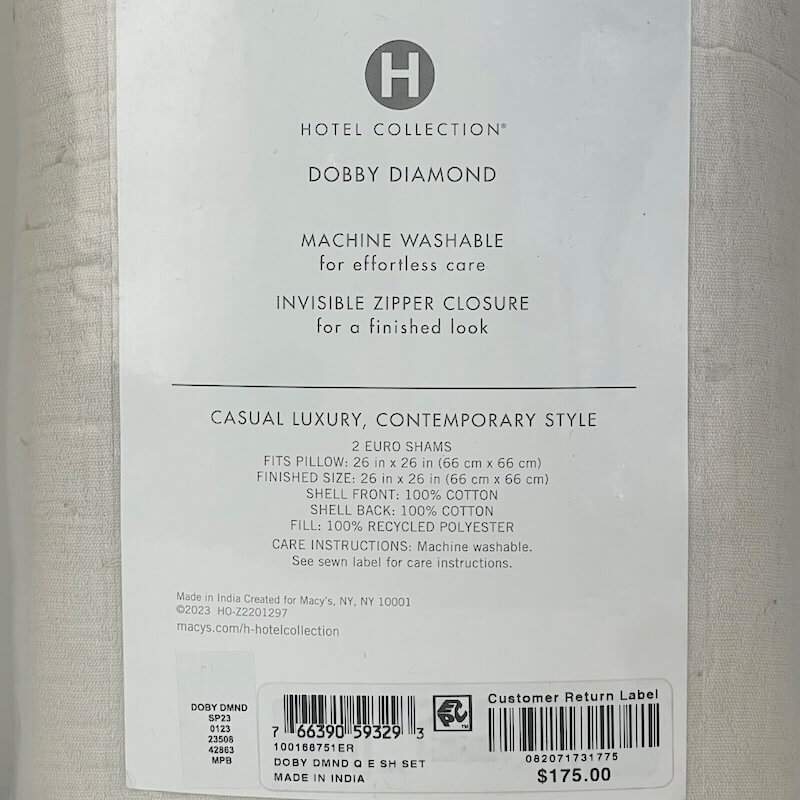 H
HOTEL COLLECTION®
DOBBY DIAMOND
MACHINE WASHABLE
for effortless care
INVISIBLE ZIPPER CLOSURE
for a finished look
CASUAL LUXURY, CONTEMPORARY STYLE
2 EURO SHAMS
FITS PILLOW: 26 in x 26 in (66 cm x 66 cm)
FINISHED SIZE: 26 in x 26 in (66 cm x 66 cm)
SHELL FRONT: 100% COTTON
SHELL BACK: 100% COTTON
FILL: 100% RECYCLED POLYESTER
CARE INSTRUCTIONS: Machine washable.
See sewn label for care instructions.
Made in India Created for Macy's, NY, NY 10001
©2023 HO-Z2201297
macys.com/h-hotelcollection
DOBY DMND
SP23
0123
23508
42863
MPB
7 66390 59329 3
100168751ER
DOBY DMND Q E SH SET
MADE IN INDIA
EPC™
Customer Return Label
082071731775
$175.00